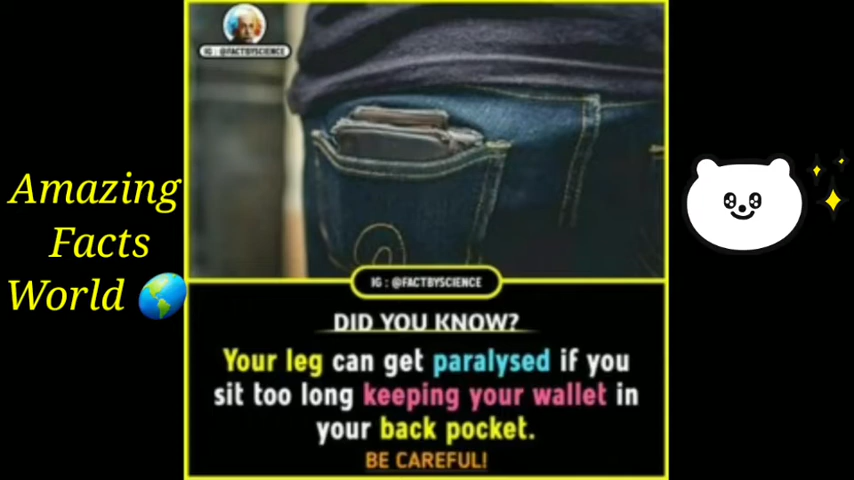 IG : @FACTBYSCIENCE
Amazing
Facts
World
IG : @FACTBYSCIENCE
DID YOU KNOW?
Your leg can get paralysed if you
sit too long keeping your wallet in
your back pocket.
BE CAREFUL!